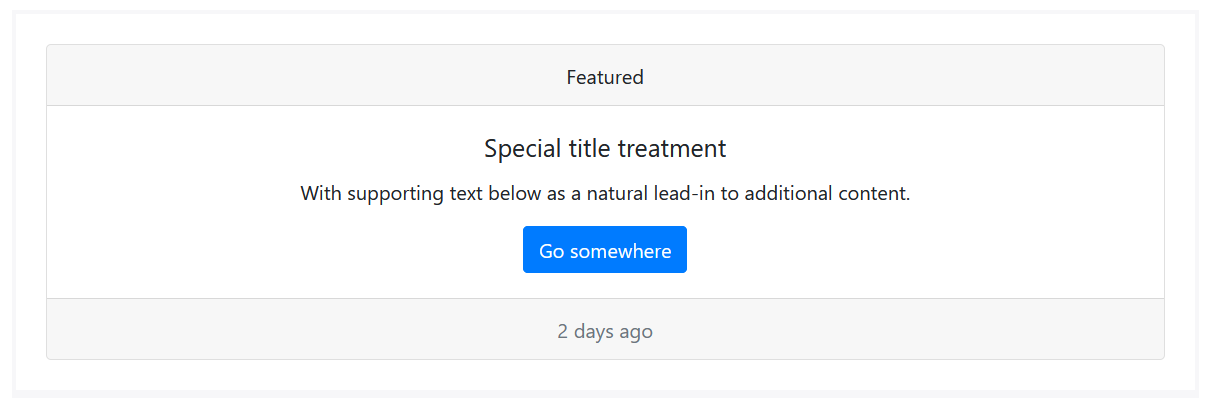 Featured
Special title treatment
With supporting text below as a natural lead-in to additional content.
Go somewhere
2 days ago